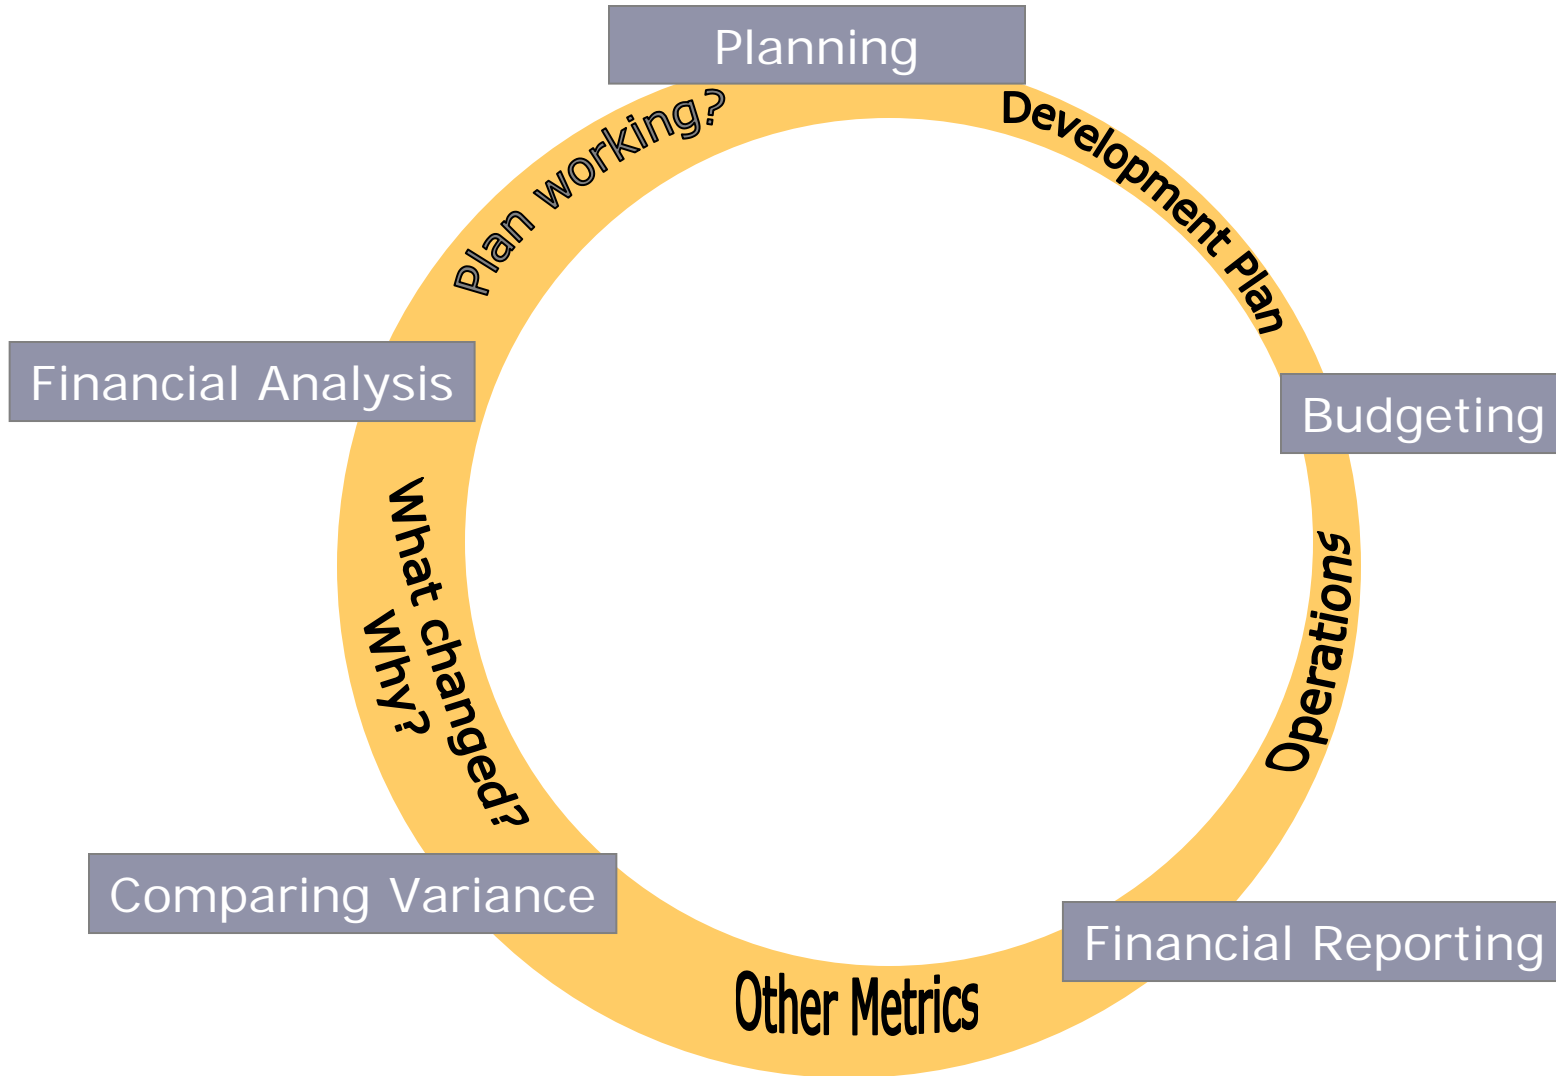 Planning
Development Plan
Budgeting
Operations
Financial Reporting
Other Metrics
Comparing Variance
What changed?
Why?
Financial Analysis
Plan working?